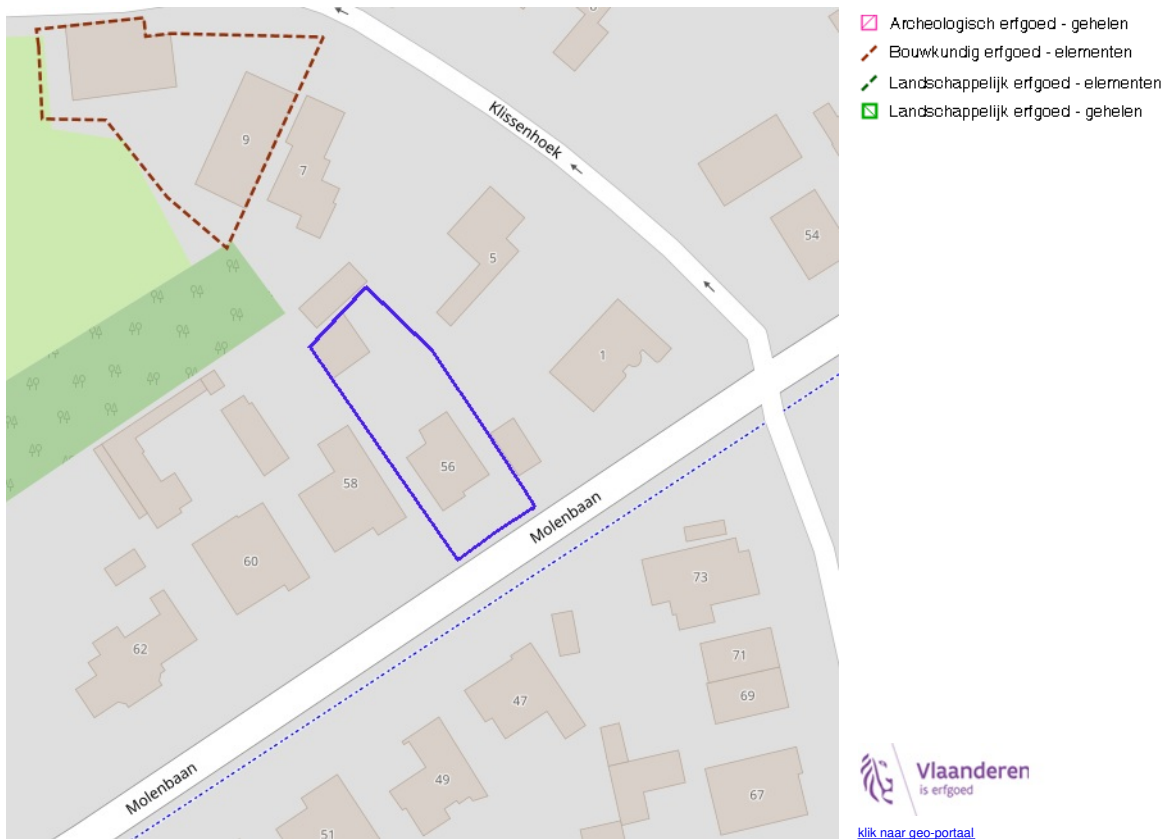 Archeologisch erfgoed - gehelen
Bouwkundig erfgoed - elementen
Landschappelijk erfgoed - elementen
Landschappelijk erfgoed - gehelen
Klissenhoek
9
7
54
5
1
56
58
Molenbaan
60
73
62
71
47
69
Molenbaan
49
67
51
Vlaanderen
is erfgoed
klik naar geo-portaal